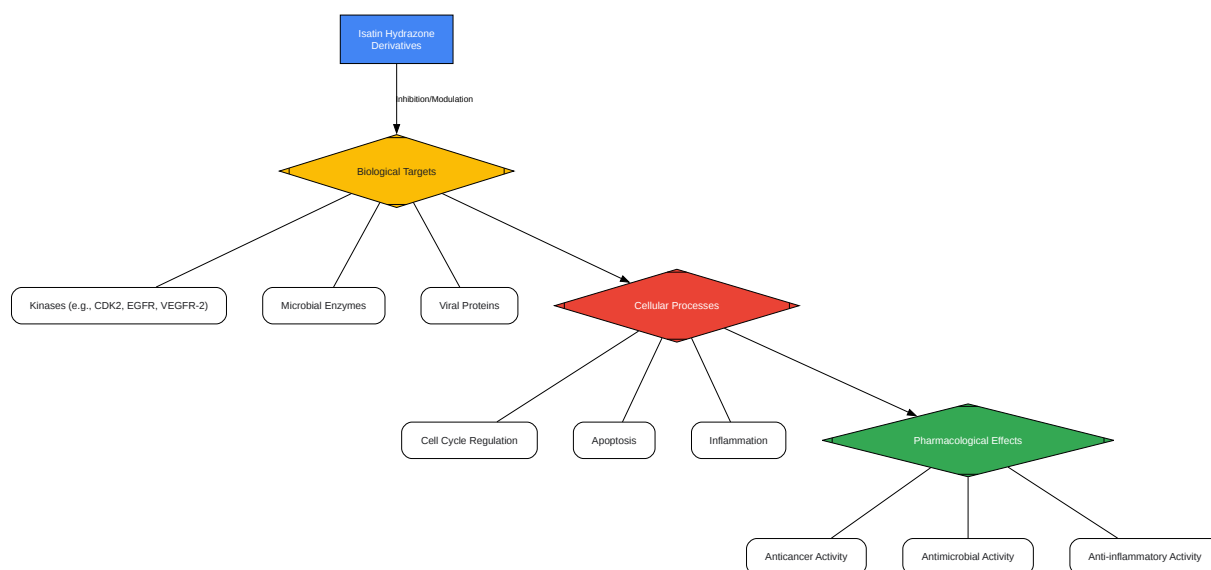 Isatin Hydrazone
Derivatives
Inhibition/Modulation
Biological Targets
Kinases (e.g., CDK2, EGFR, VEGFR-2)
Microbial Enzymes
Viral Proteins
Cellular Processes
Cell Cycle Regulation
Apoptosis
Inflammation
Pharmacological Effects
Anticancer Activity
Antimicrobial Activity
Anti-inflammatory Activity